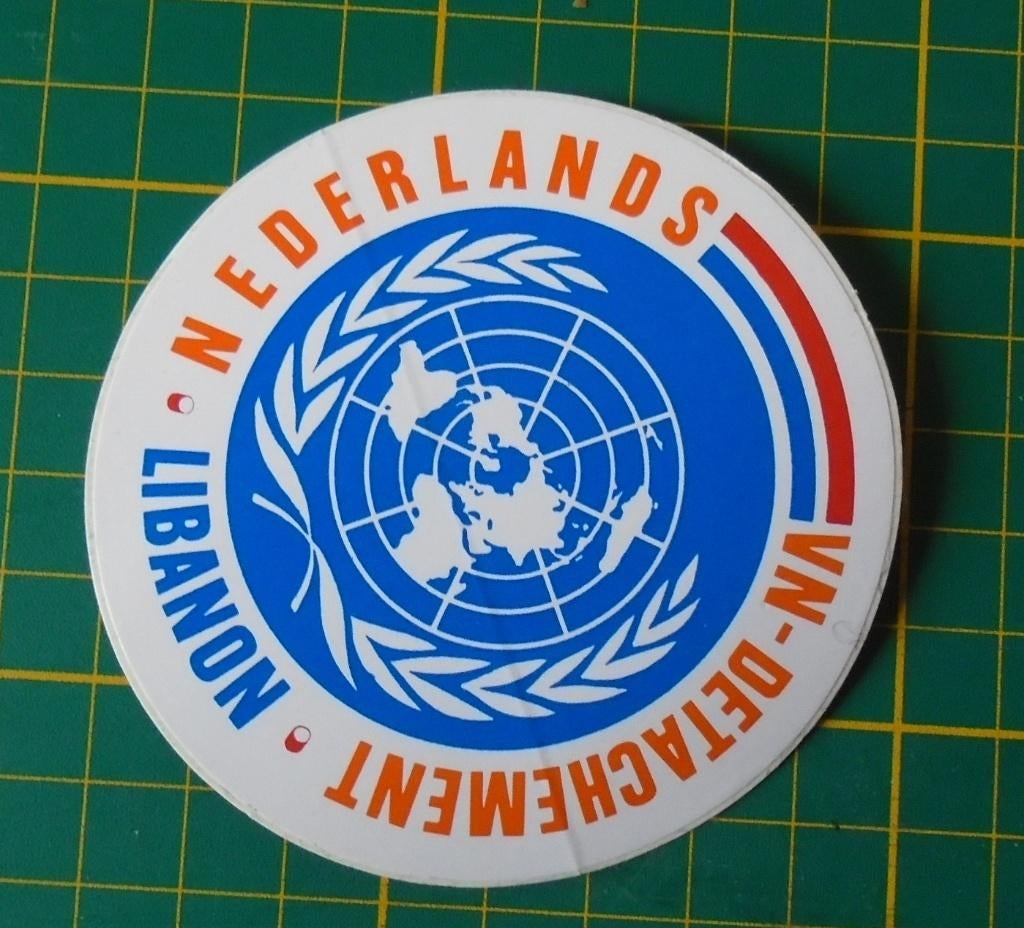 NEDERLANDS
VN-DETACHEMENT
• LIBANON •